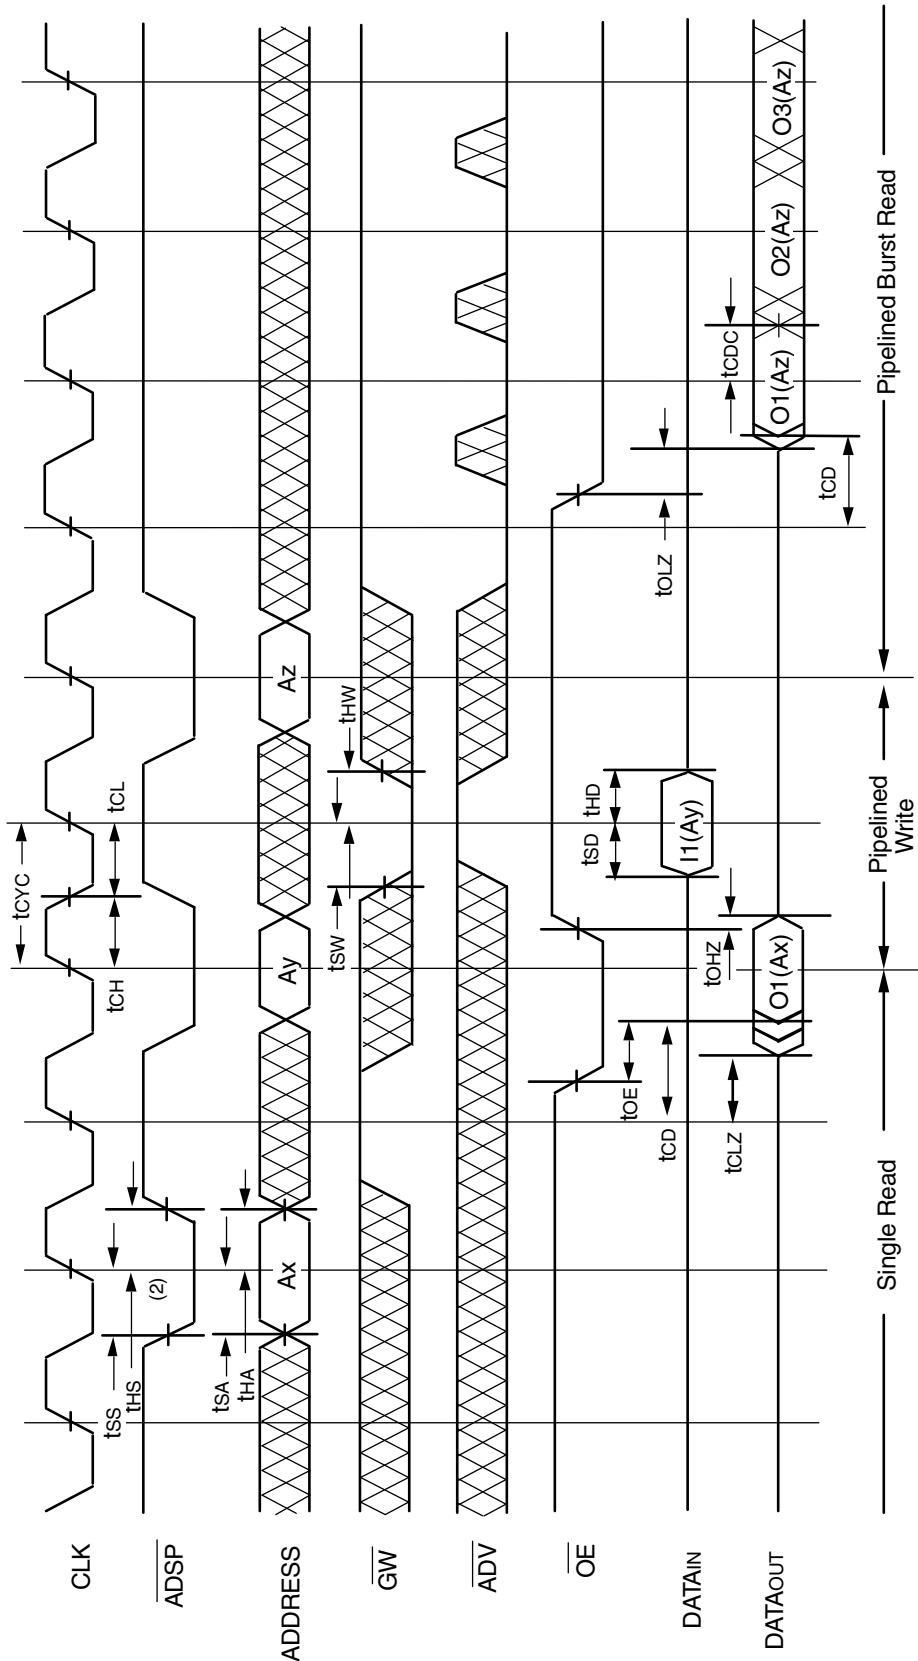 CLK
tCYC
tCH
tCL
ADSP
tSS
tHS
(2)
ADDRESS
tSA
tHA
Ax
Ay
Az
GW
tSW
tHW
ADV
OE
tOE
tOHZ
tOLZ
DATAIN
tSD
tHD
I1(Ay)
tCD
DATAOUT
tCLZ
O1(Ax)
O1(Az)
tCDC
O2(Az)
O3(Az)
tCD
Single Read
Pipelined
Write
Pipelined Burst Read